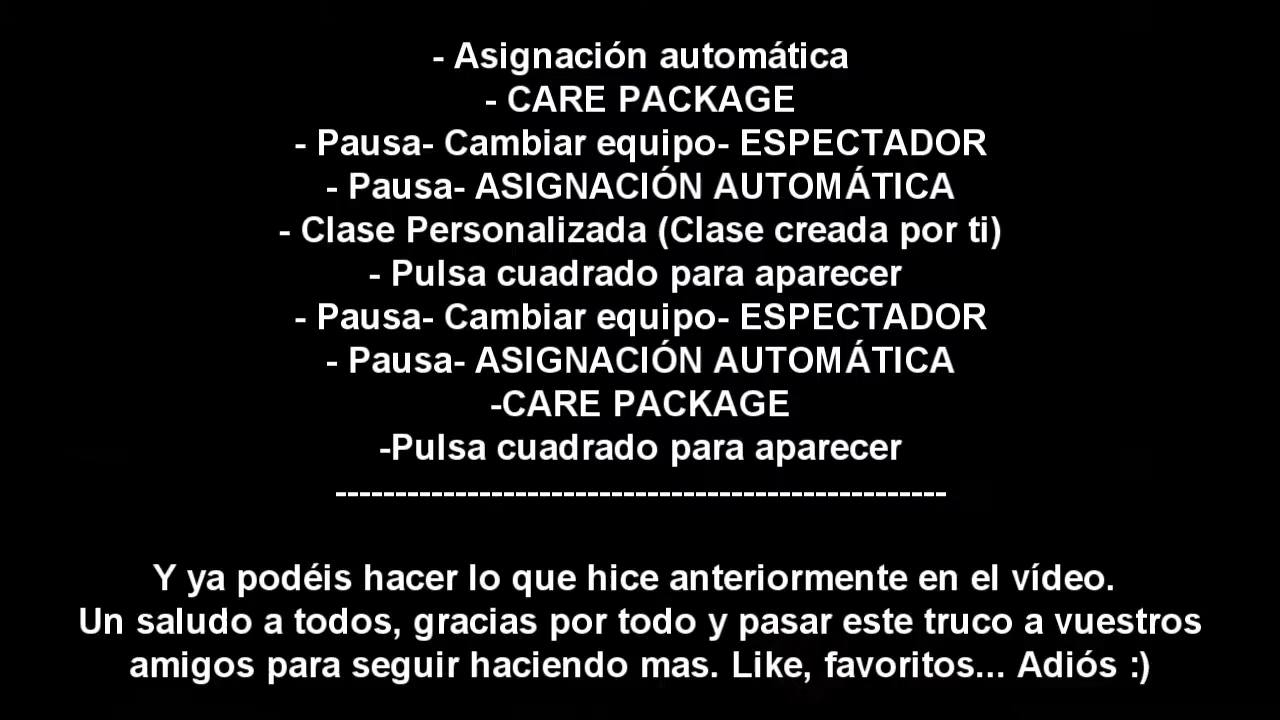 - Asignación automática
- CARE PACKAGE
- Pausa- Cambiar equipo- ESPECTADOR
- Pausa- ASIGNACIÓN AUTOMÁTICA
- Clase Personalizada (Clase creada por ti)
- Pulsa cuadrado para aparecer
- Pausa- Cambiar equipo- ESPECTADOR
- Pausa- ASIGNACIÓN AUTOMÁTICA
-CARE PACKAGE
-Pulsa cuadrado para aparecer
---------------------------------------------------
Y ya podéis hacer lo que hice anteriormente en el vídeo.
Un saludo a todos, gracias por todo y pasar este truco a vuestros
amigos para seguir haciendo mas. Like, favoritos... Adiós :)